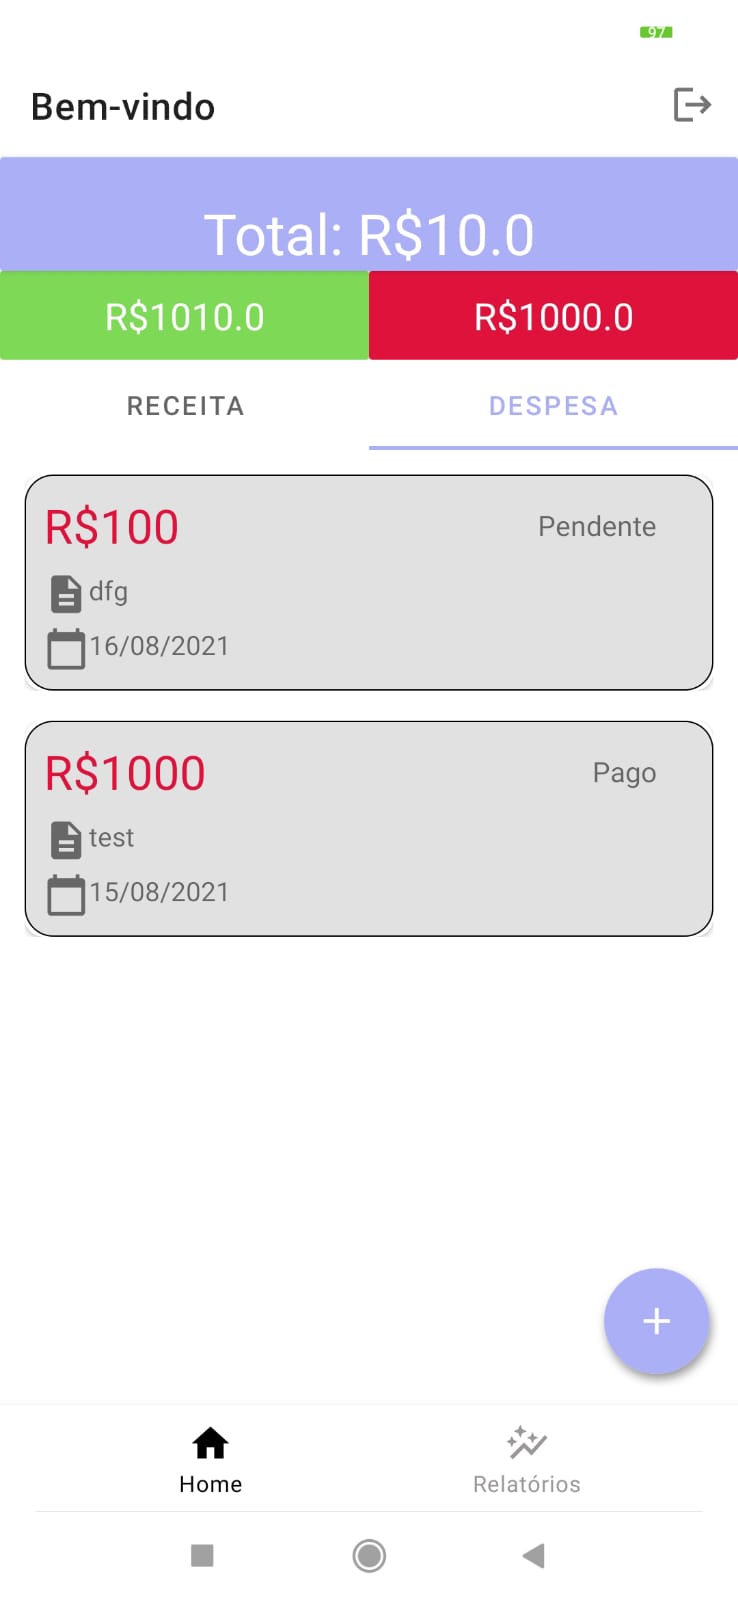 97
Bem-vindo
Total: R$10.0
R$1010.0 R$1000.0
RECEITA DESPESA
R$100 Pendente
dfg
16/08/2021
R$1000 Pago
test
15/08/2021
Home Relatórios